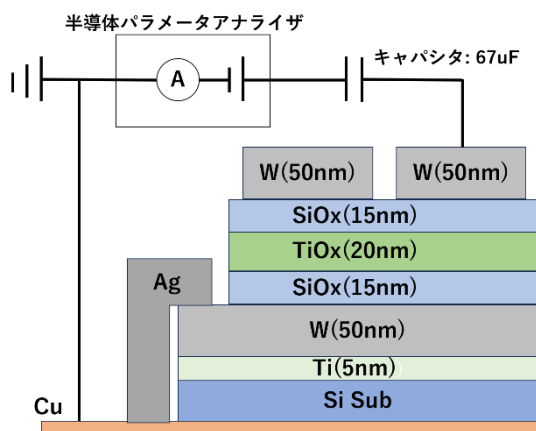 半導体パラメータアナライザ
A
キャパシタ: 67uF
W(50nm)
W(50nm)
SiOx(15nm)
TiOx(20nm)
SiOx(15nm)
Ag
W(50nm)
Ti(5nm)
Si Sub
Cu